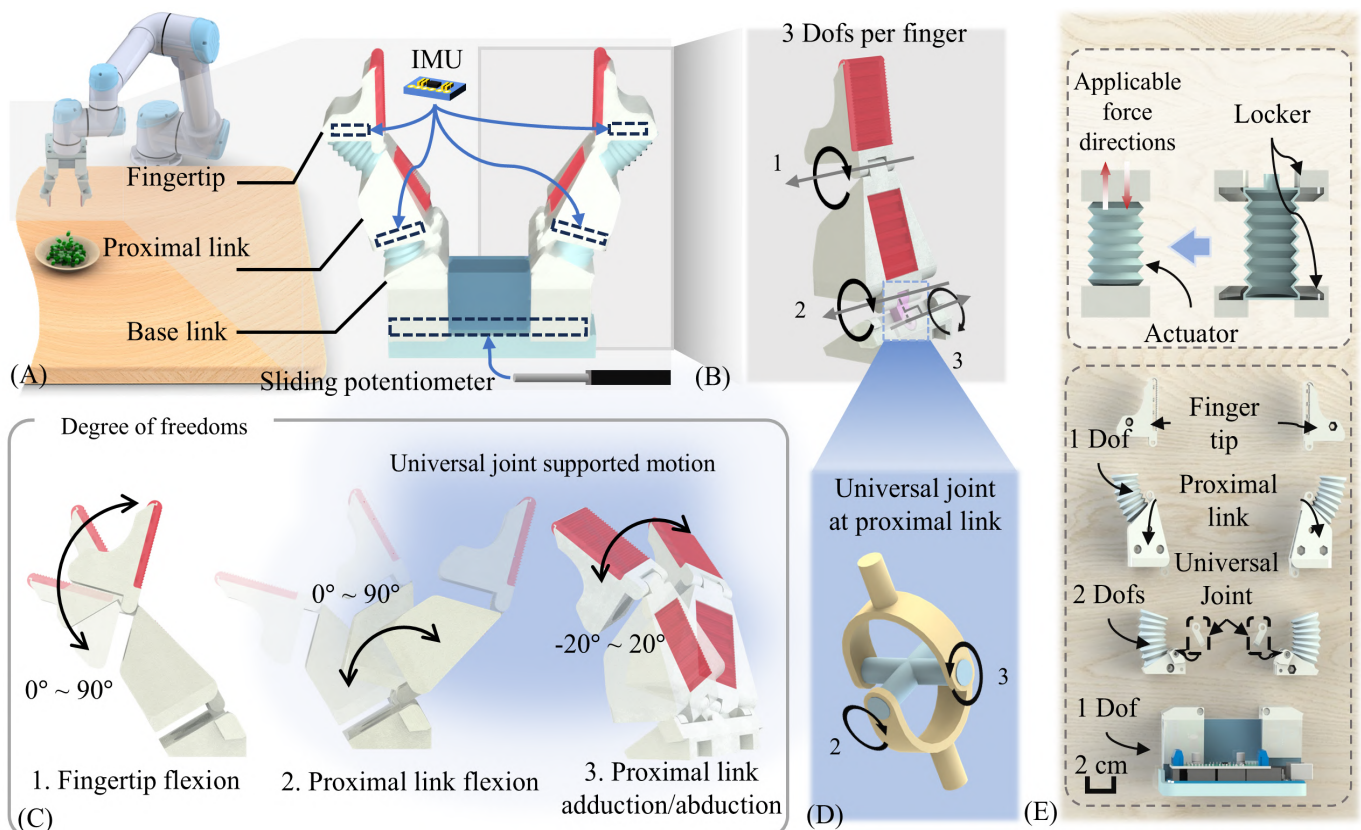 IMU
Fingertip
Proximal link
Base link
Sliding potentiometer
(A)
3 Dofs per finger
1
2
3
(B)
Degree of freedoms
Universal joint supported motion
0° ~ 90°
0° ~ 90°
-20° ~ 20°
1. Fingertip flexion
2. Proximal link flexion
3. Proximal link
adduction/abduction
(C)
Universal joint
at proximal link
3
2
(D)
Applicable
force
directions
Locker
Actuator
Finger
tip
1 Dof
Proximal
link
Universal
Joint
2 Dofs
1 Dof
2 cm
(E)